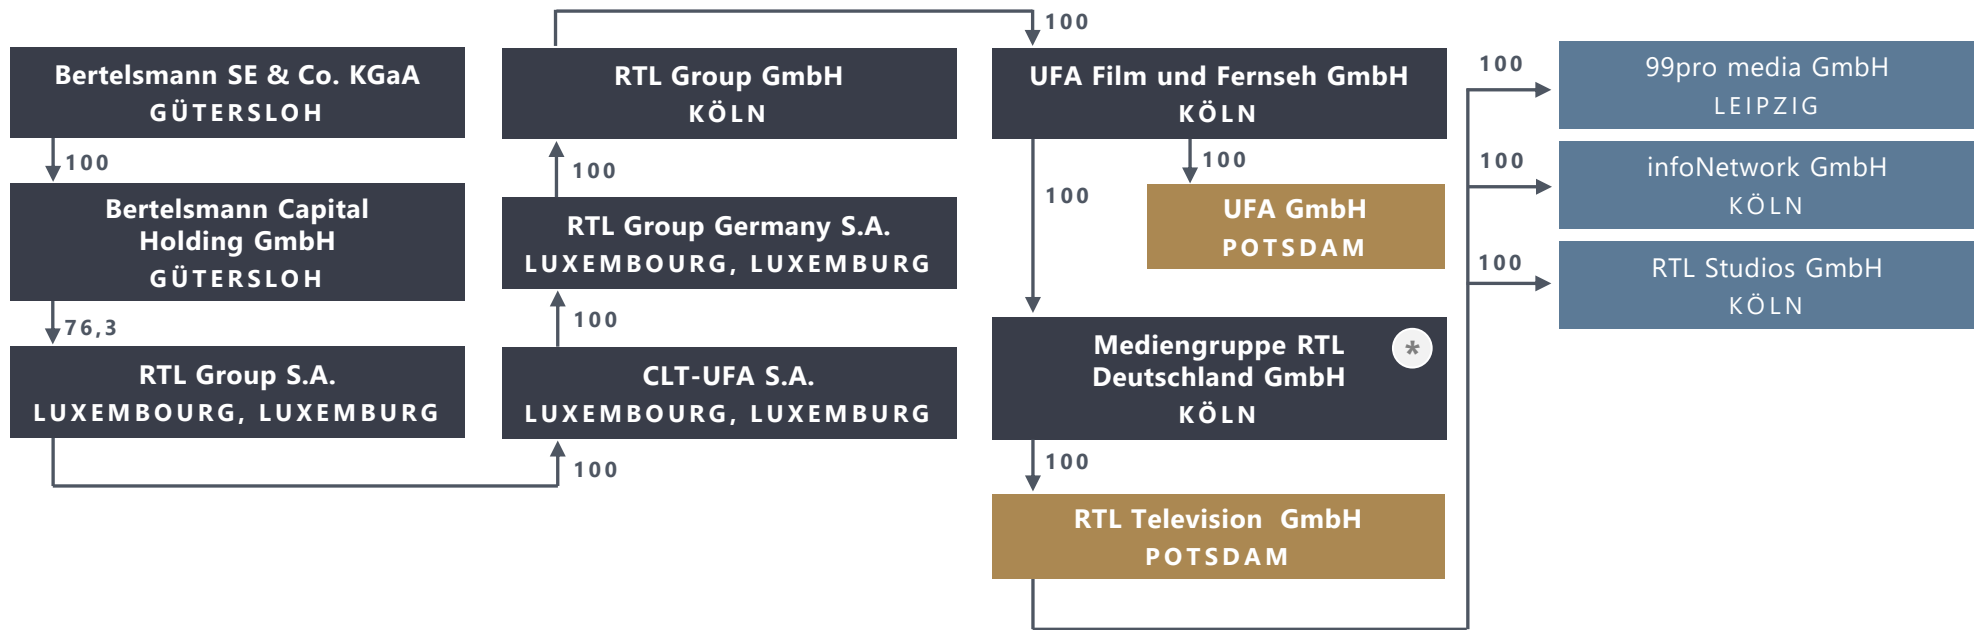 Bertelsmann SE & Co. KGaA
GÜTERSLOH
100
Bertelsmann Capital
Holding GmbH
GÜTERSLOH
76,3
RTL Group S.A.
LUXEMBOURG, LUXEMBURG
100
CLT-UFA S.A.
LUXEMBOURG, LUXEMBURG
100
RTL Group Germany S.A.
LUXEMBOURG, LUXEMBURG
100
RTL Group GmbH
KÖLN
100
UFA Film und Fernseh GmbH
KÖLN
100
UFA GmbH
POTSDAM
100
Mediengruppe RTL
Deutschland GmbH
KÖLN
*
100
RTL Television GmbH
POTSDAM
100
99pro media GmbH
LEIPZIG
100
infoNetwork GmbH
KÖLN
100
RTL Studios GmbH
KÖLN